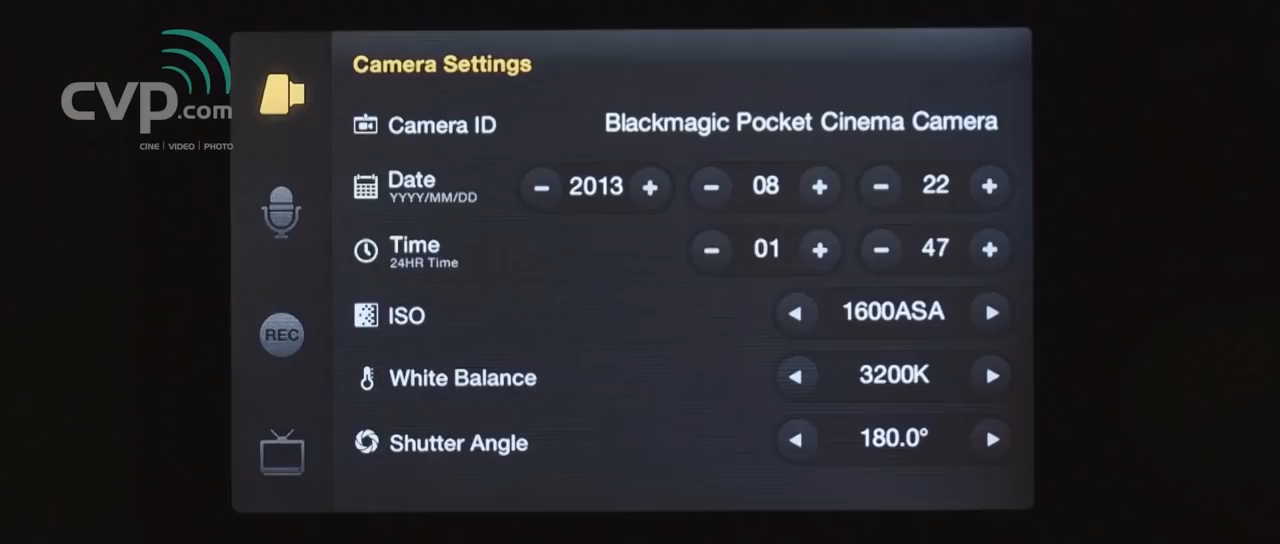 Camera Settings
CVP.com
CINE | VIDEO | PHOTO
Camera ID Blackmagic Pocket Cinema Camera
Date − 2013 + − 08 + − 22 +
YYYY/MM/DD
Time − 01 + − 47 +
24HR Time
REC
ISO 1600ASA
White Balance 3200K
Shutter Angle 180.0°